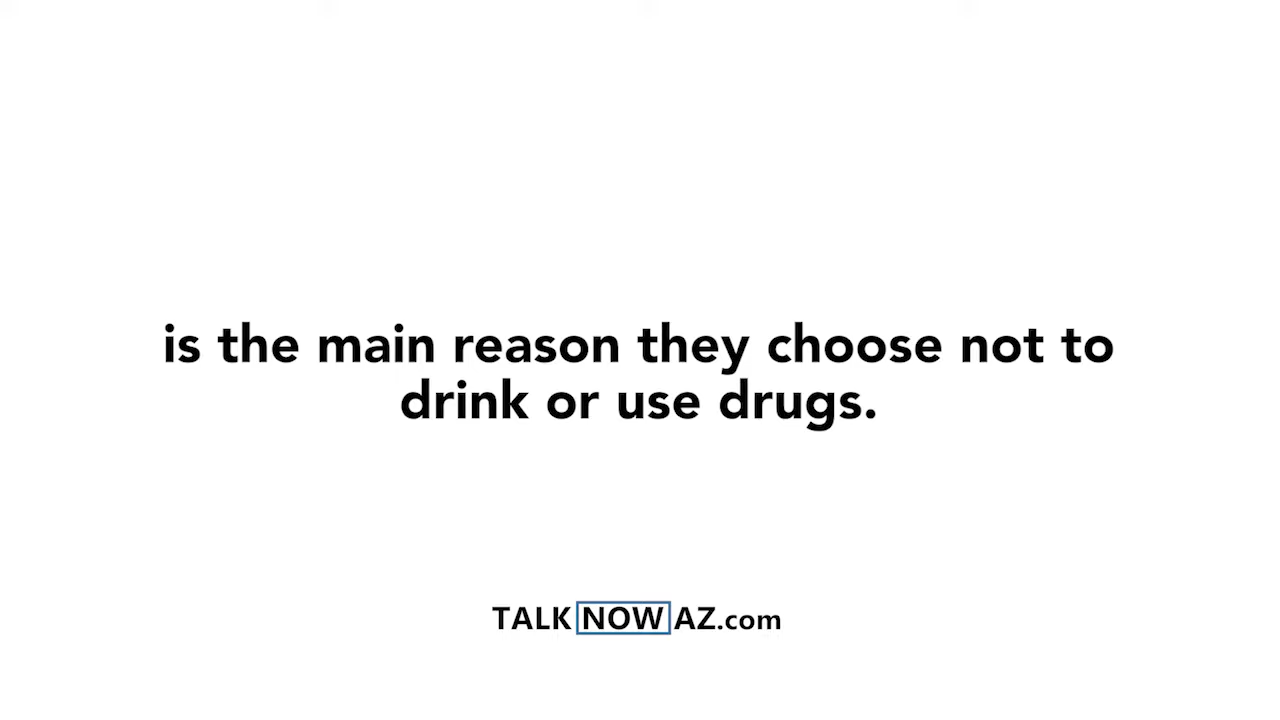 is the main reason they choose not to
drink or use drugs.
TALK NOW AZ.com